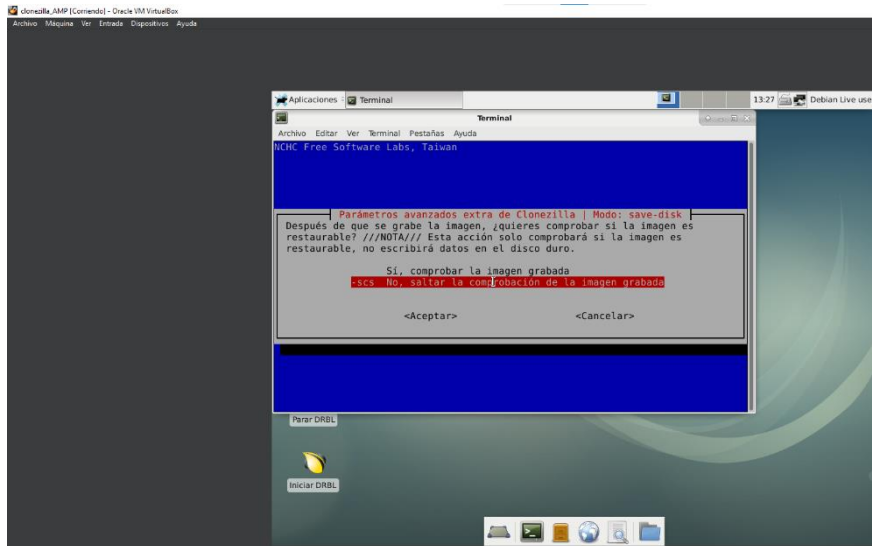 clonezilla_AMP [Corriendo] - Oracle VM VirtualBox
Archivo Máquina Ver Entrada Dispositivos Ayuda
Aplicaciones Terminal 13:27 Debian Live use
Terminal
Archivo Editar Ver Terminal Pestañas Ayuda
NCHC Free Software Labs, Taiwan
Parámetros avanzados extra de Clonezilla | Modo: save-disk
Después de que se grabe la imagen, ¿quieres comprobar si la imagen es
restaurable? ///NOTA/// Esta acción solo comprobará si la imagen es
restaurable, no escribirá datos en el disco duro.
Sí, comprobar la imagen grabada
-scs No, saltar la comprobación de la imagen grabada
<Aceptar> <Cancelar>
Parar DRBL
Iniciar DRBL